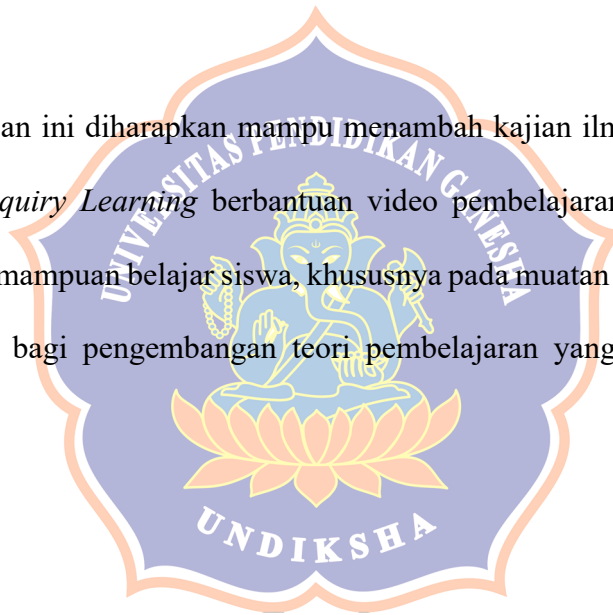 an ini diharapkan mampu menambah kajian iln
quiry Learning berbantuan video pembelajaran
mampuan belajar siswa, khususnya pada muatan
bagi pengembangan teori pembelajaran yang
UNIVERSITAS PENDIDIKAN GANESHA
UNDIKSHA